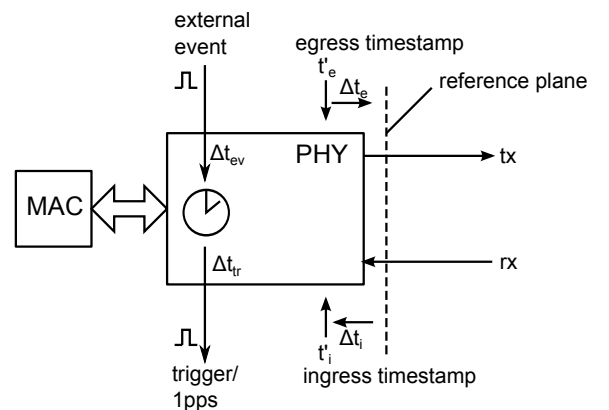 external
event
egress timestamp
t'e
Δte
reference plane
Δtev
PHY
tx
MAC
Δttr
rx
t'i
Δti
trigger/
1pps
ingress timestamp